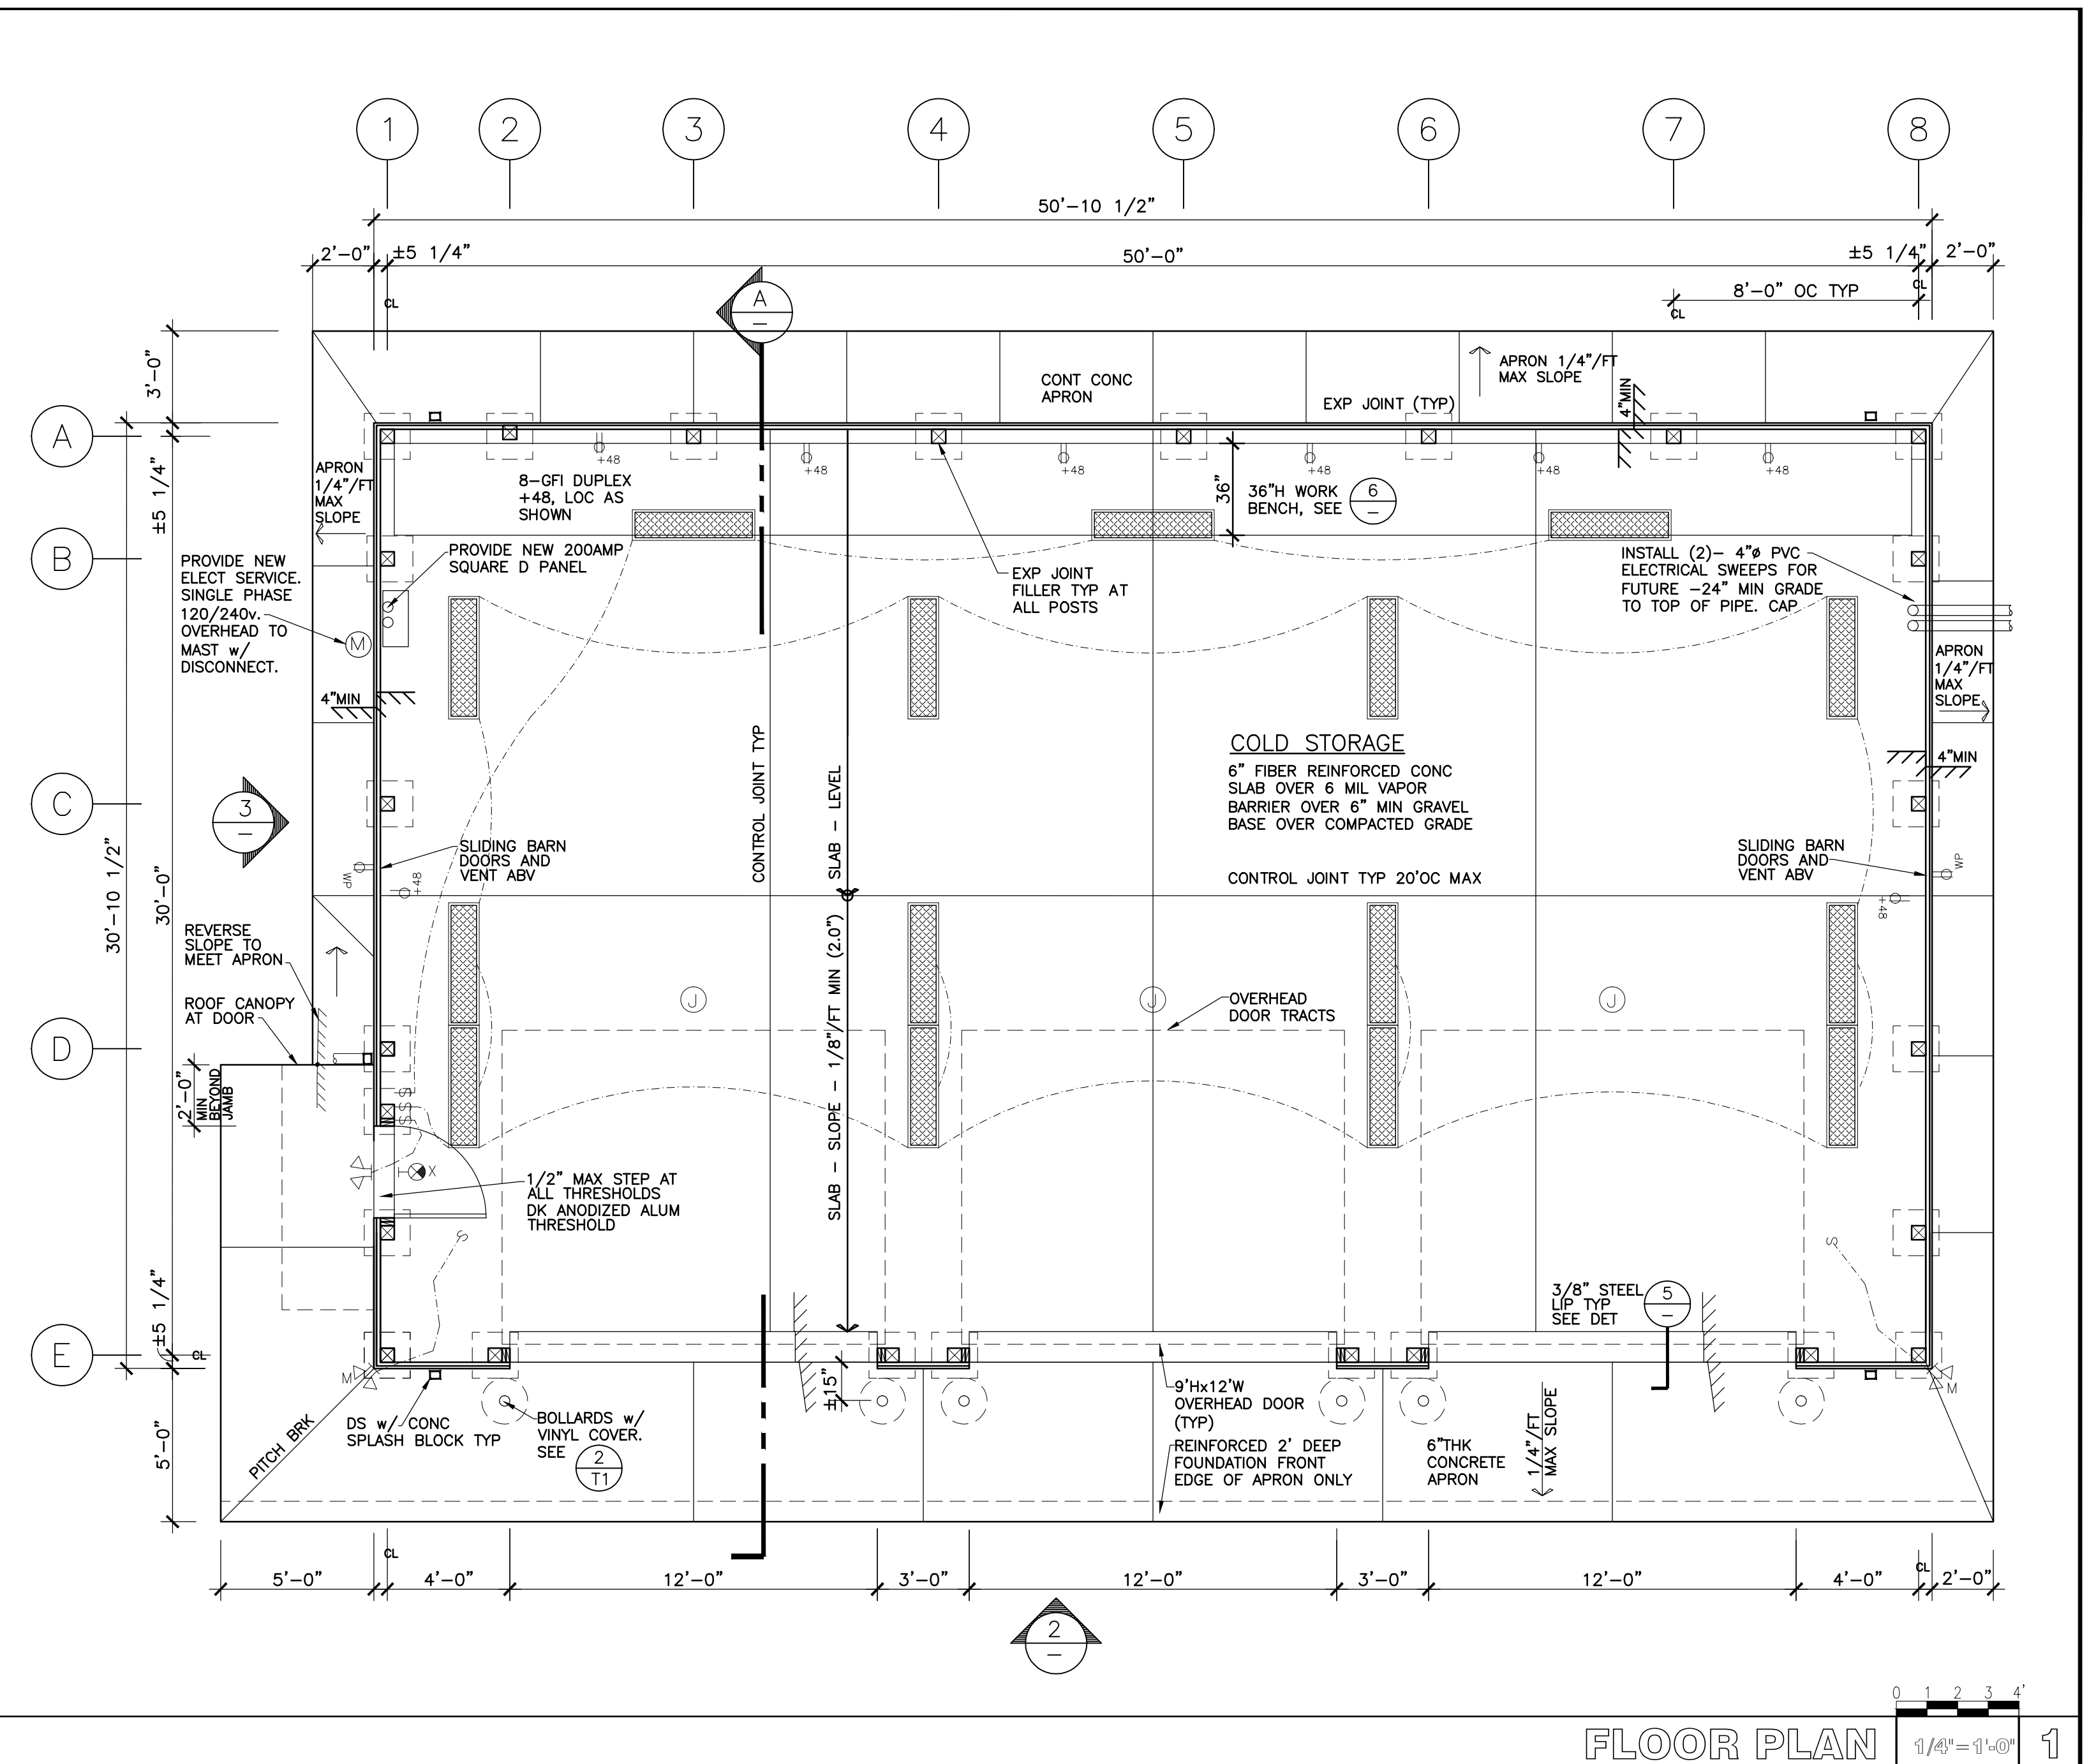 1 2 3 4 5 6 7 8
50'-10 1/2"
2'-0" ±5 1/4" 50'-0" ±5 1/4" 2'-0"
CL CL
8'-0" OC TYP
CL
A
—
3'-0"
CONT CONC
APRON
APRON 1/4"/FT
MAX SLOPE
EXP JOINT (TYP)
4"MIN
A
±5 1/4"
+48 +48 +48 +48 +48 +48
APRON
1/4"/FT
MAX
SLOPE
8-GFI DUPLEX
+48, LOC AS
SHOWN
36"
36"H WORK
BENCH, SEE
6
—
B
PROVIDE NEW 200AMP
SQUARE D PANEL
PROVIDE NEW
ELECT SERVICE.
SINGLE PHASE
120/240v.
OVERHEAD TO
MAST w/
DISCONNECT.
M
EXP JOINT
FILLER TYP AT
ALL POSTS
INSTALL (2)- 4"ø PVC
ELECTRICAL SWEEPS FOR
FUTURE -24" MIN GRADE
TO TOP OF PIPE. CAP
APRON
1/4"/FT
MAX
SLOPE
4"MIN
4"MIN
CONTROL JOINT TYP
SLAB - LEVEL
COLD STORAGE
6" FIBER REINFORCED CONC
SLAB OVER 6 MIL VAPOR
BARRIER OVER 6" MIN GRAVEL
BASE OVER COMPACTED GRADE
C
3
—
30'-10 1/2"
30'-0"
SLIDING BARN
DOORS AND
VENT ABV
WP
+48
CONTROL JOINT TYP 20'OC MAX
SLIDING BARN
DOORS AND
VENT ABV
WP
+48
REVERSE
SLOPE TO
MEET APRON
ROOF CANOPY
AT DOOR
SLAB - SLOPE - 1/8"/FT MIN (2.0")
J J J
OVERHEAD
DOOR TRACTS
D
2'-0"
MIN
BEYOND
JAMB
S S S
X
1/2" MAX STEP AT
ALL THRESHOLDS
DK ANODIZED ALUM
THRESHOLD
S S
3/8" STEEL
LIP TYP
SEE DET
5
—
±5 1/4"
E
CL
M M
±15"
5'-0"
PITCH BRK
DS w/ CONC
SPLASH BLOCK TYP
BOLLARDS w/
VINYL COVER.
SEE
2
T1
9'Hx12'W
OVERHEAD DOOR
(TYP)
REINFORCED 2' DEEP
FOUNDATION FRONT
EDGE OF APRON ONLY
6"THK
CONCRETE
APRON
1/4"/FT
MAX SLOPE
CL CL
5'-0" 4'-0" 12'-0" 3'-0" 12'-0" 3'-0" 12'-0" 4'-0" 2'-0"
2
—
0 1 2 3 4'
FLOOR PLAN 1/4"=1'-0" 1